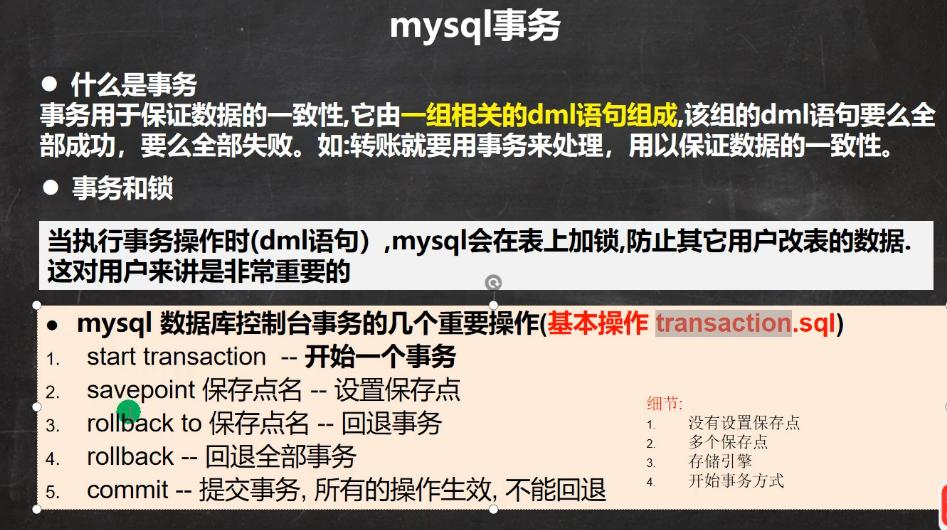 mysql事务
● 什么是事务
事务用于保证数据的一致性,它由一组相关的dml语句组成,该组的dml语句要么全
部成功，要么全部失败。如:转账就要用事务来处理，用以保证数据的一致性。
● 事务和锁
当执行事务操作时(dml语句）,mysql会在表上加锁,防止其它用户改表的数据.
这对用户来讲是非常重要的
● mysql 数据库控制台事务的几个重要操作(基本操作 transaction.sql)
1. start transaction -- 开始一个事务
2. savepoint 保存点名 -- 设置保存点
3. rollback to 保存点名 -- 回退事务
4. rollback -- 回退全部事务
5. commit -- 提交事务, 所有的操作生效, 不能回退
细节:
1. 没有设置保存点
2. 多个保存点
3. 存储引擎
4. 开始事务方式